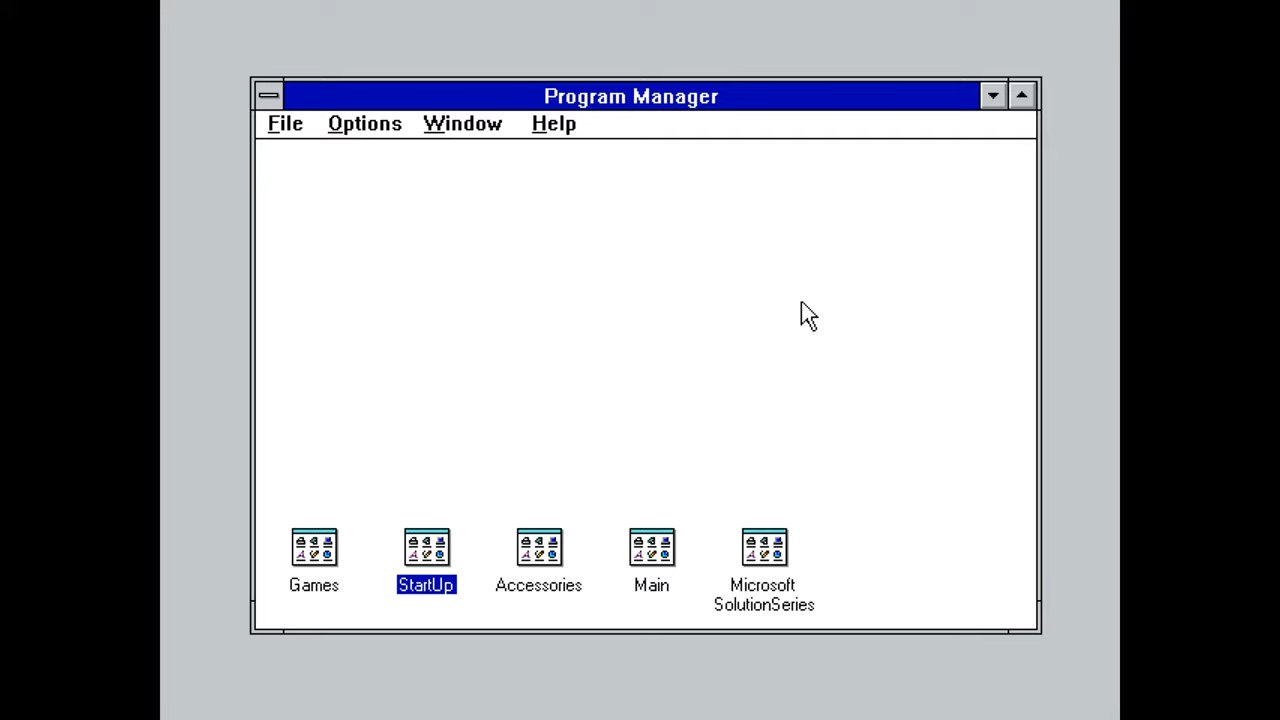 Program Manager
File Options Window Help
Games StartUp Accessories Main Microsoft
SolutionSeries